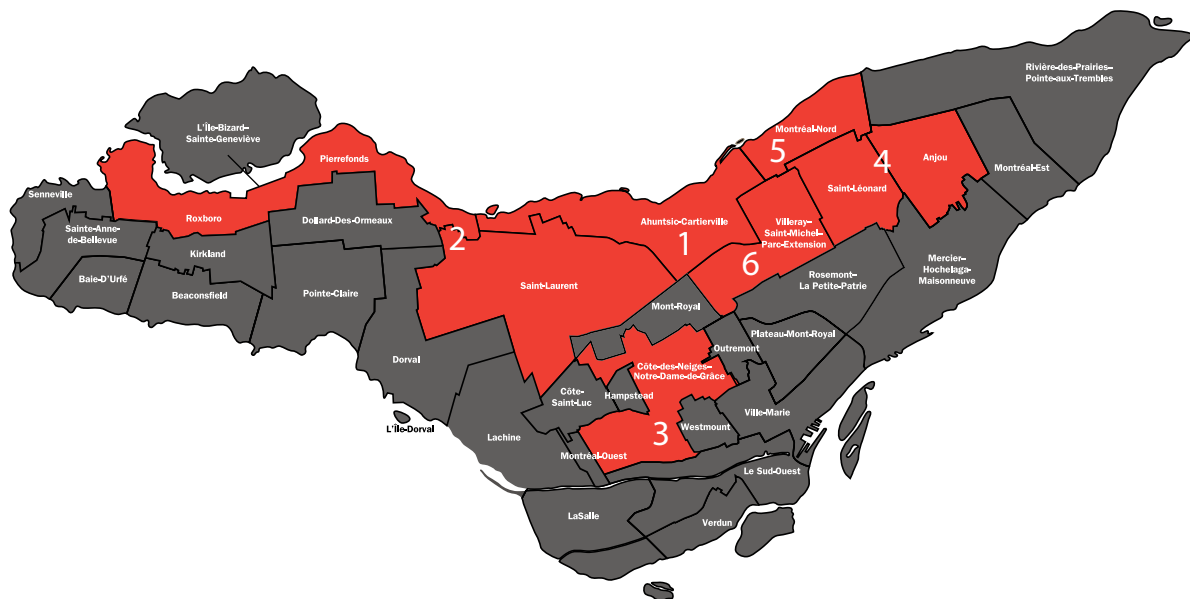 Rivière-des-Prairies–
Pointe-aux-Trembles
L'Île-Bizard–
Sainte-Geneviève
Montréal-Nord
5
Pierrefonds
4
Anjou
Montréal-Est
Saint-Léonard
Senneville
Roxboro
Dollard-Des-Ormeaux
Ahuntsic-Cartierville
Villeray–
Saint-Michel–
Parc-Extension
Sainte-Anne-
de-Bellevue
2
1
Kirkland
6
Mercier–
Hochelaga-
Maisonneuve
Baie-D'Urfé
Beaconsfield
Pointe-Claire
Saint-Laurent
Rosemont–
La Petite-Patrie
Mont-Royal
Plateau-Mont-Royal
Outremont
Dorval
Côte-des-Neiges–
Notre-Dame-de-Grâce
Côte-
Saint-Luc
Hampstead
Ville-Marie
L'Île-Dorval
Lachine
3
Westmount
Montréal-Ouest
Le Sud-Ouest
LaSalle
Verdun